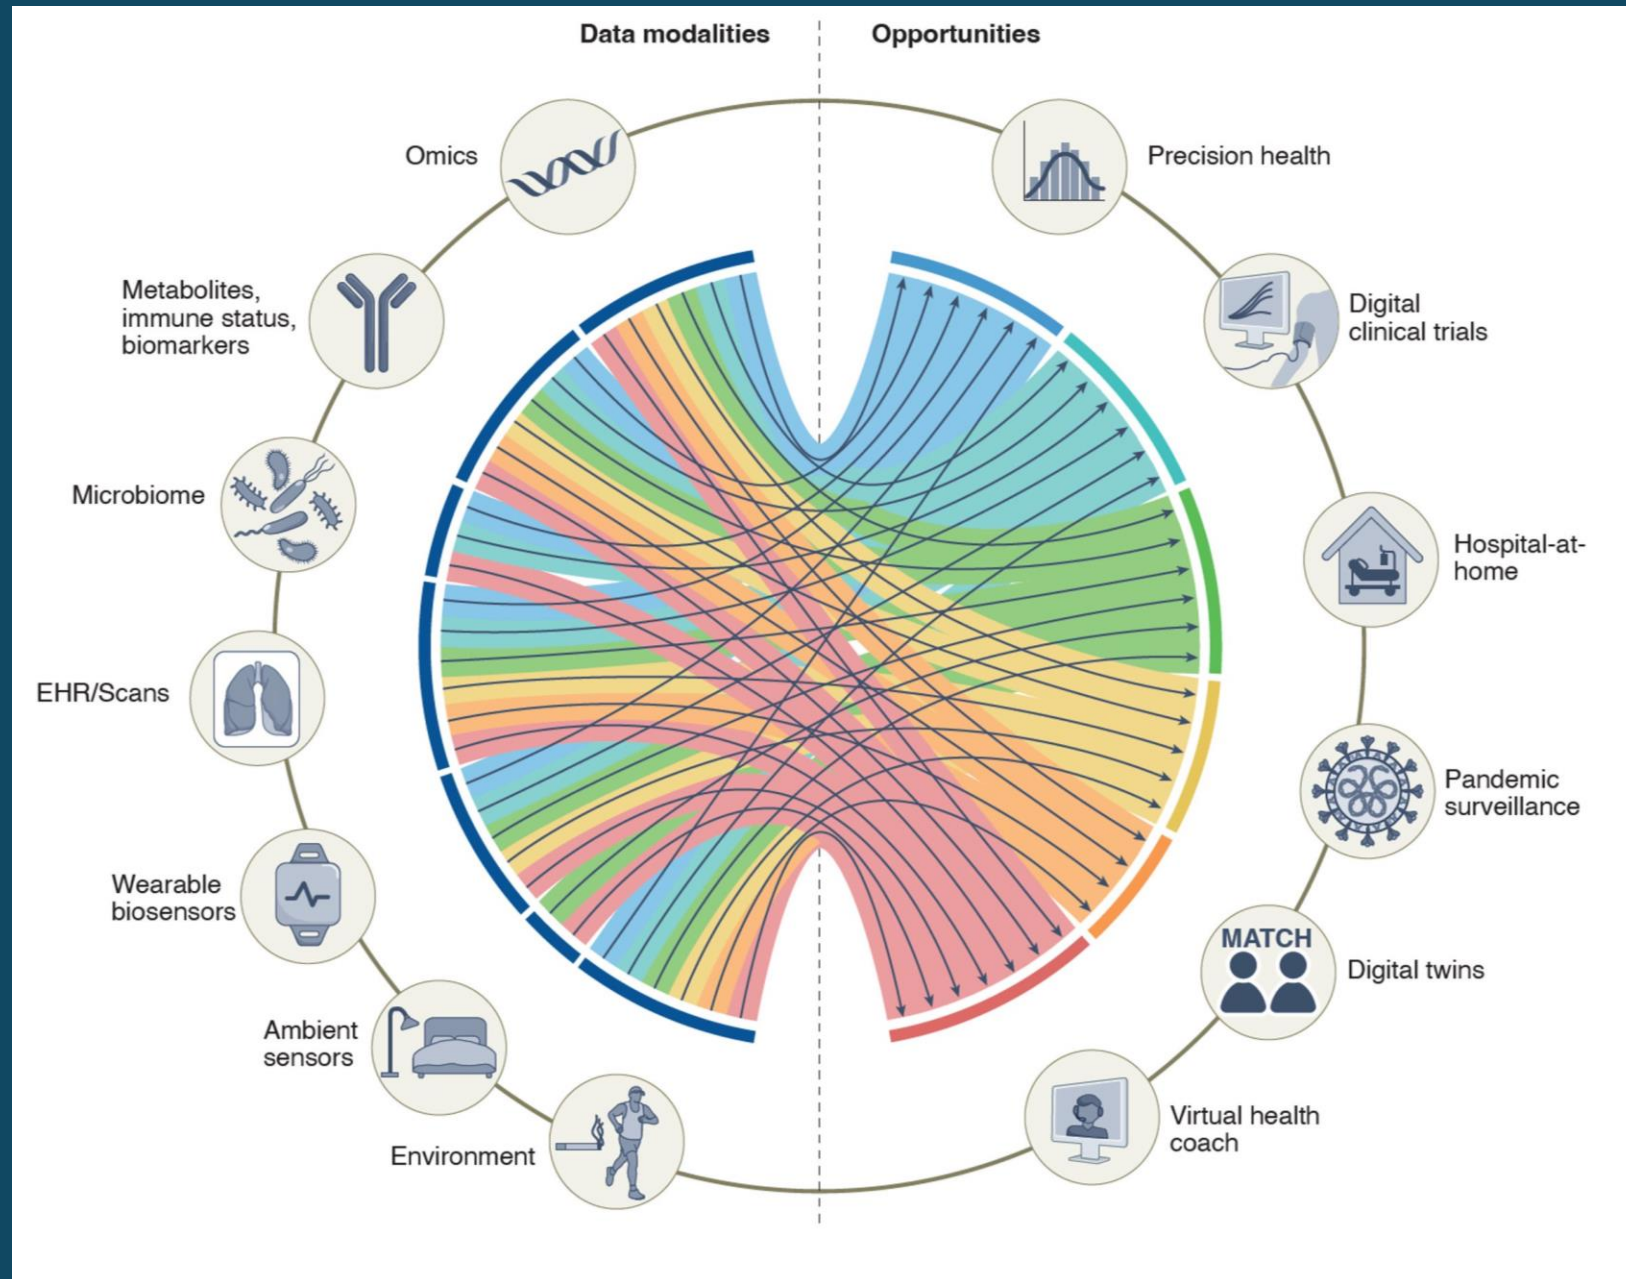 Data modalities
Opportunities
Omics
Metabolites,
immune status,
biomarkers
Microbiome
EHR/Scans
Wearable
biosensors
Ambient
sensors
Environment
Precision health
Digital
clinical trials
Hospital-at-
home
Pandemic
surveillance
MATCH
Digital twins
Virtual health
coach